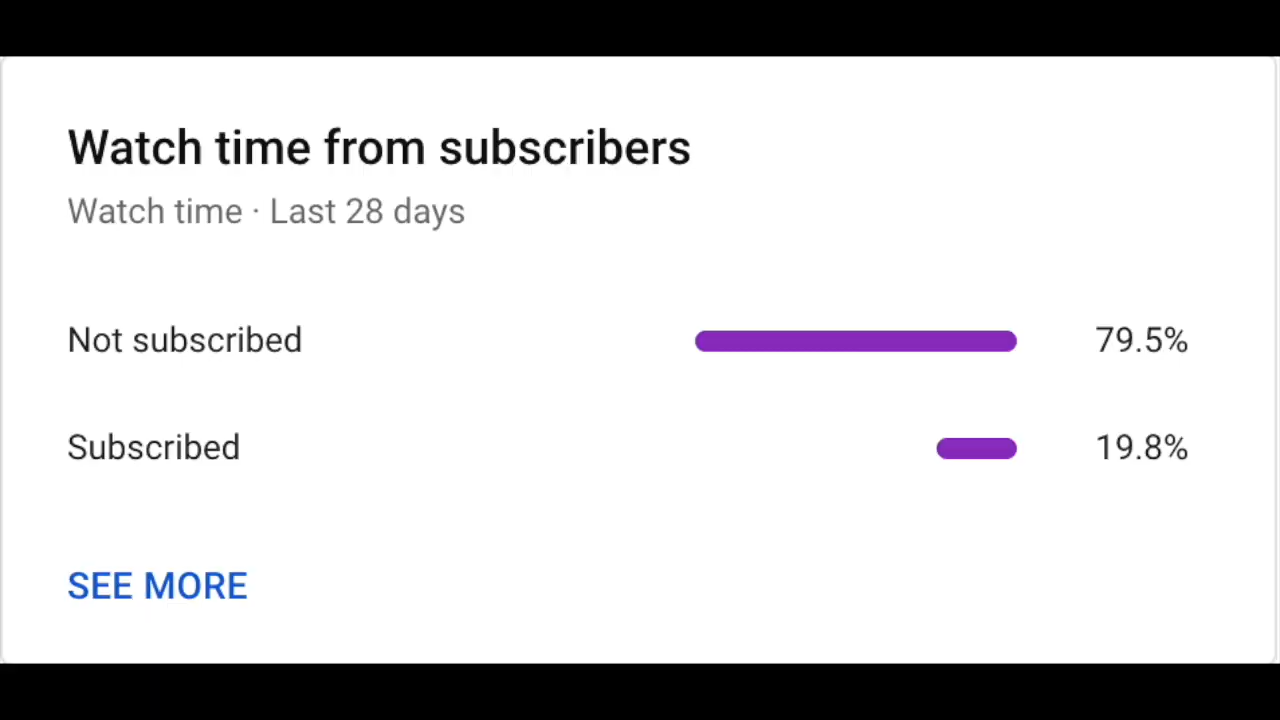 Watch time from subscribers
Watch time · Last 28 days
Not subscribed 79.5%
Subscribed 19.8%
SEE MORE